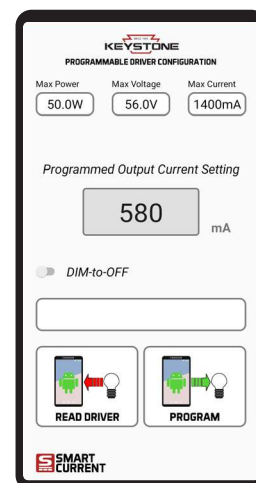 KEYSTONE
PROGRAMMABLE DRIVER CONFIGURATION
Max Power Max Voltage Max Current
50.0W 56.0V 1400mA
Programmed Output Current Setting
580 mA
DIM-to-OFF
READ DRIVER PROGRAM
SMART
CURRENT